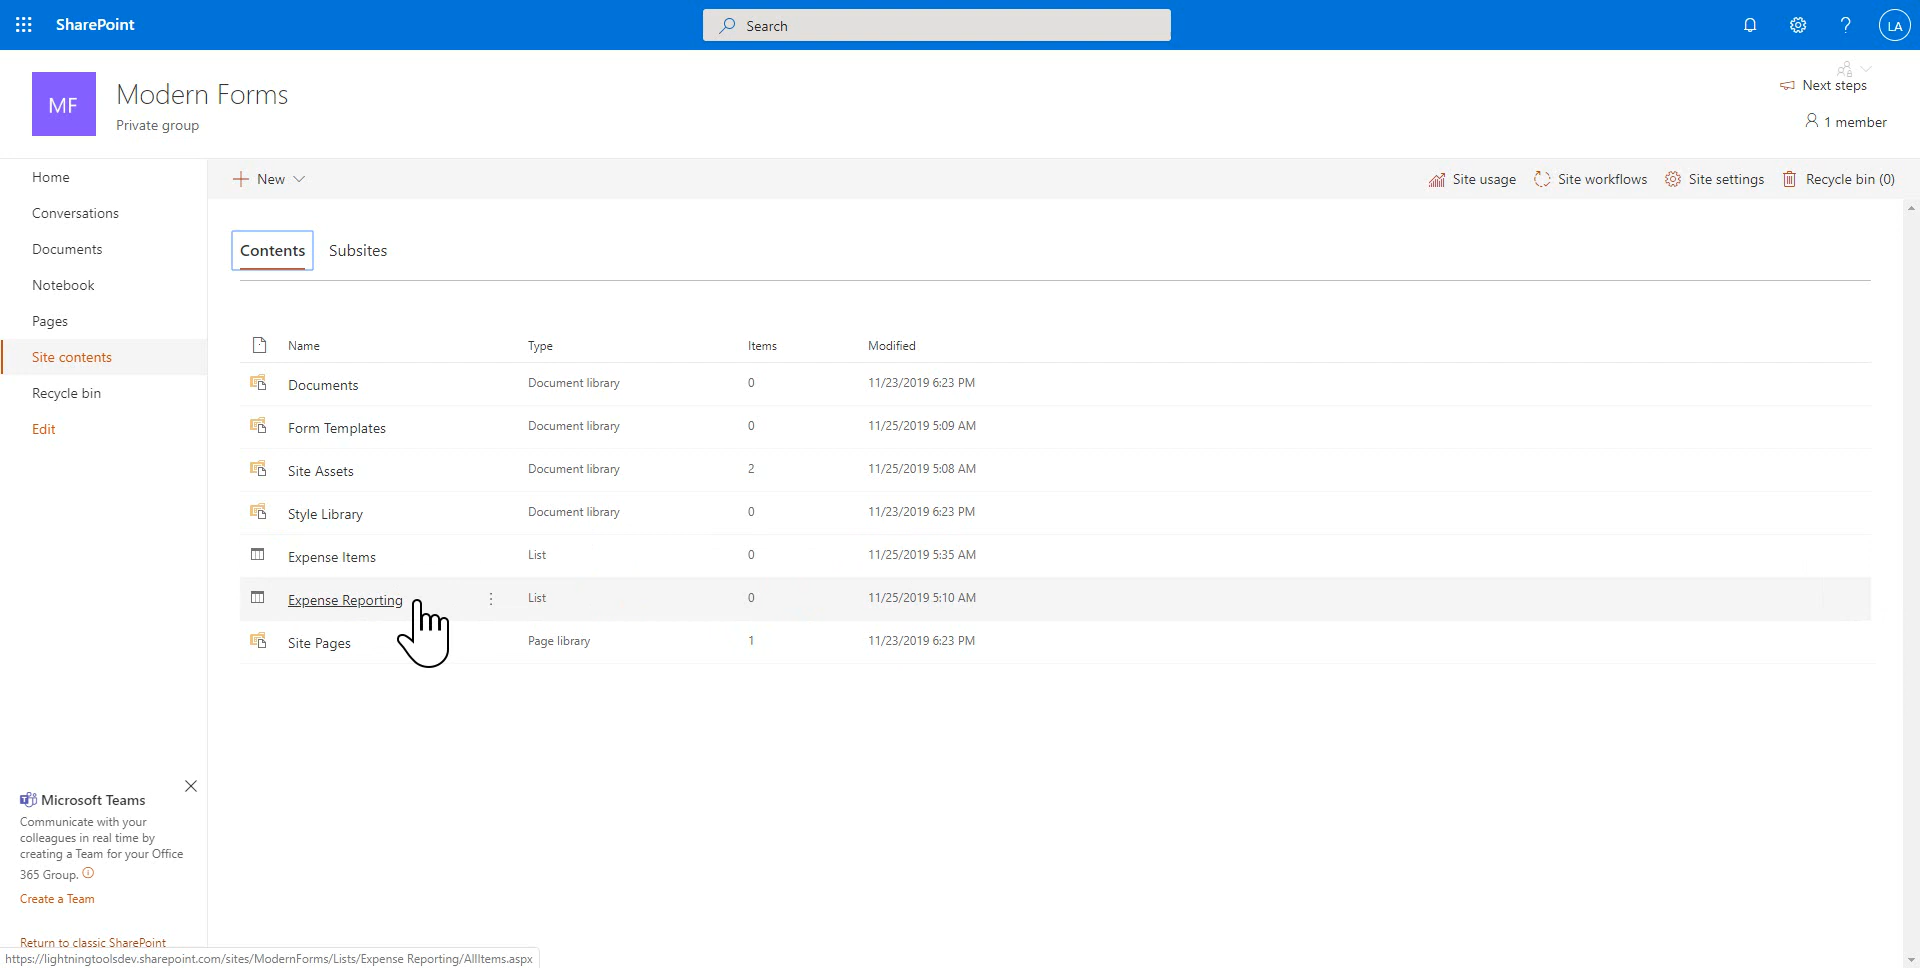 SharePoint
Search
LA
MF
Modern Forms
Private group
Next steps
1 member
Home
Conversations
Documents
Notebook
Pages
Site contents
Recycle bin
Edit
New
Site usage
Site workflows
Site settings
Recycle bin (0)
Contents Subsites
Name Type Items Modified
Documents Document library 0 11/23/2019 6:23 PM
Form Templates Document library 0 11/25/2019 5:09 AM
Site Assets Document library 2 11/25/2019 5:08 AM
Style Library Document library 0 11/23/2019 6:23 PM
Expense Items List 0 11/25/2019 5:35 AM
Expense Reporting List 0 11/25/2019 5:10 AM
Site Pages Page library 1 11/23/2019 6:23 PM
Microsoft Teams
Communicate with your
colleagues in real time by
creating a Team for your Office
365 Group.
Create a Team
Return to classic SharePoint
https://lightningtoolsdev.sharepoint.com/sites/ModernForms/Lists/Expense Reporting/AllItems.aspx